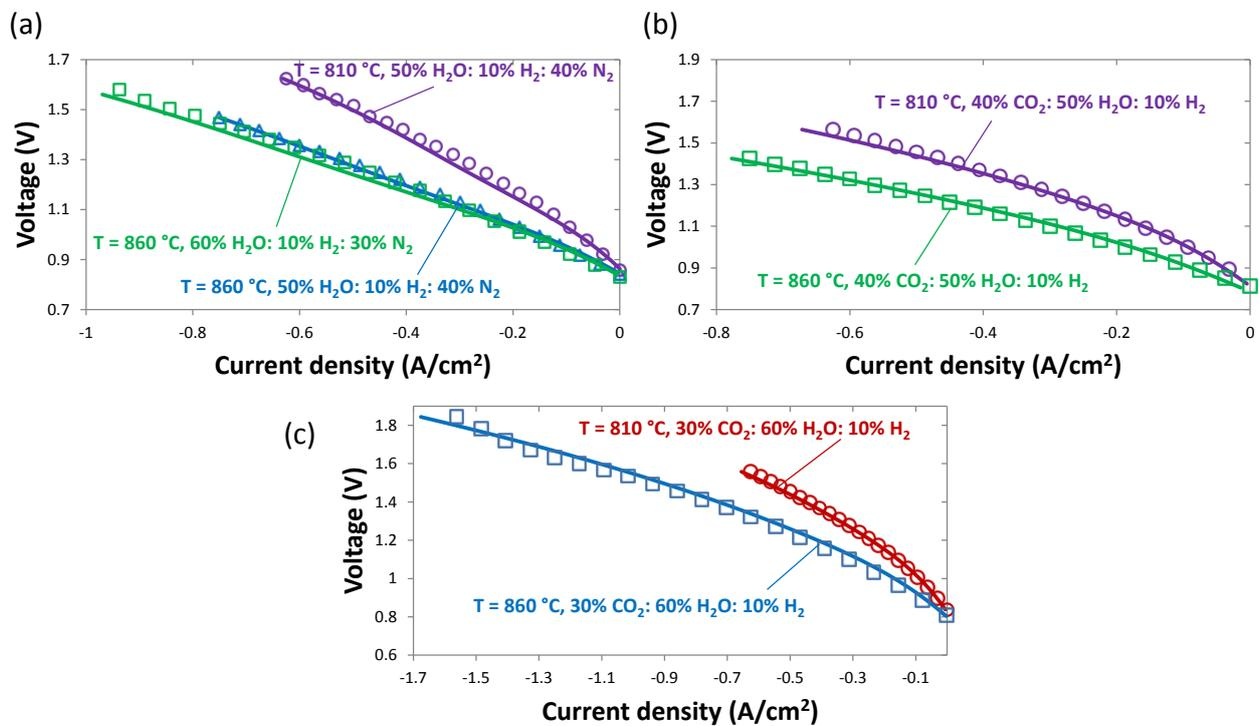 (a)
(b)
1.7
1.5
1.3
1.1
0.9
0.7
-1
-0.8
-0.6
-0.4
-0.2
0
Voltage (V)
Current density (A/cm²)
T = 810 °C, 50% H₂O: 10% H₂: 40% N₂
T = 860 °C, 60% H₂O: 10% H₂: 30% N₂
T = 860 °C, 50% H₂O: 10% H₂: 40% N₂
1.9
1.7
1.5
1.3
1.1
0.9
0.7
-0.8
-0.6
-0.4
-0.2
0
Voltage (V)
Current density (A/cm²)
T = 810 °C, 40% CO₂: 50% H₂O: 10% H₂
T = 860 °C, 40% CO₂: 50% H₂O: 10% H₂
(c)
1.8
1.6
1.4
1.2
1
0.8
0.6
-1.7
-1.5
-1.3
-1.1
-0.9
-0.7
-0.5
-0.3
-0.1
Voltage (V)
Current density (A/cm²)
T = 810 °C, 30% CO₂: 60% H₂O: 10% H₂
T = 860 °C, 30% CO₂: 60% H₂O: 10% H₂